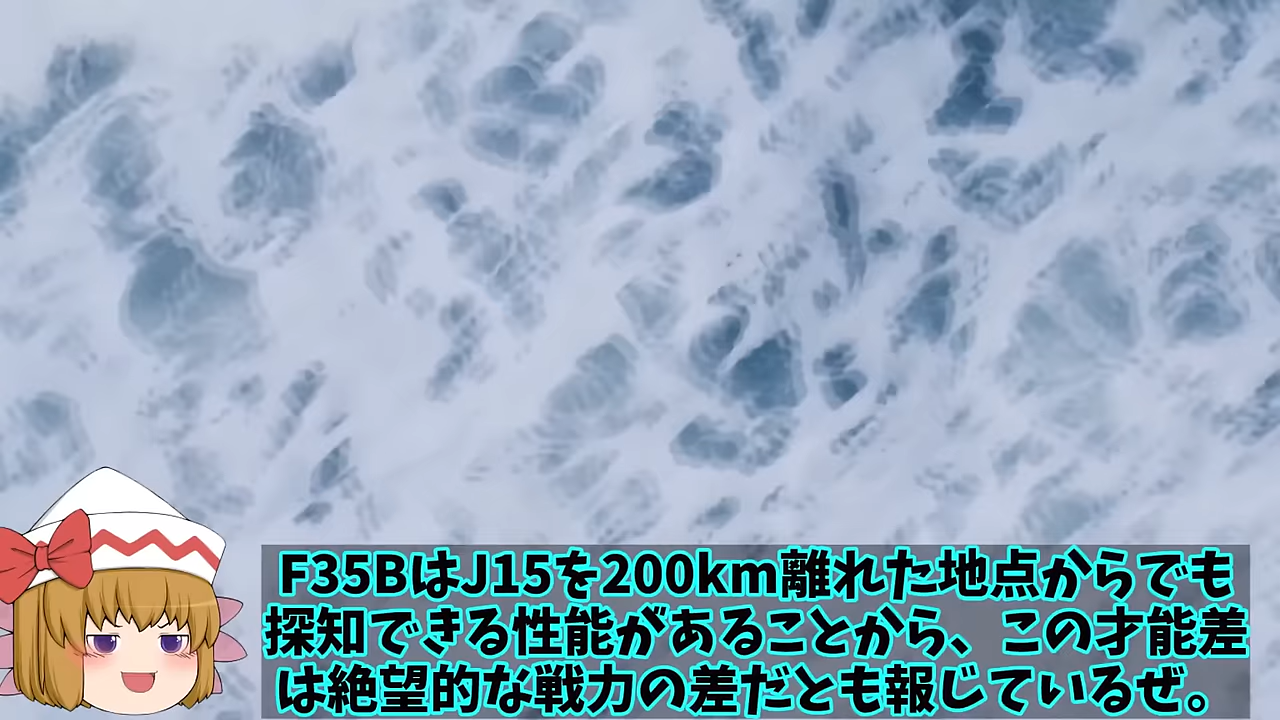 F35BはJ15を200km離れた地点からでも
探知できる性能があることから、この才能差
は絶望的な戦力の差だとも報じているぜ。